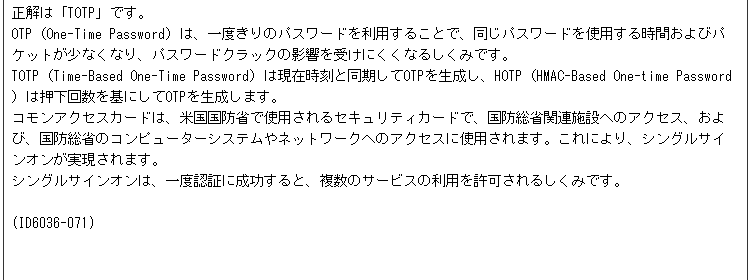 正解は「TOTP」です。
OTP (One-Time Password) は、一度きりのパスワードを利用することで、同じパスワードを使用する時間およびパ
ケットが少なくなり、パスワードクラックの影響を受けにくくなるしくみです。
TOTP (Time-Based One-Time Password) は現在時刻と同期してOTPを生成し、HOTP (HMAC-Based One-time Password
) は押下回数を基にしてOTPを生成します。
コモンアクセスカードは、米国国防省で使用されるセキュリティカードで、国防総省関連施設へのアクセス、およ
び、国防総省のコンピューターシステムやネットワークへのアクセスに使用されます。これにより、シングルサイ
ンオンが実現されます。
シングルサインオンは、一度認証に成功すると、複数のサービスの利用を許可されるしくみです。
(ID6036-071)